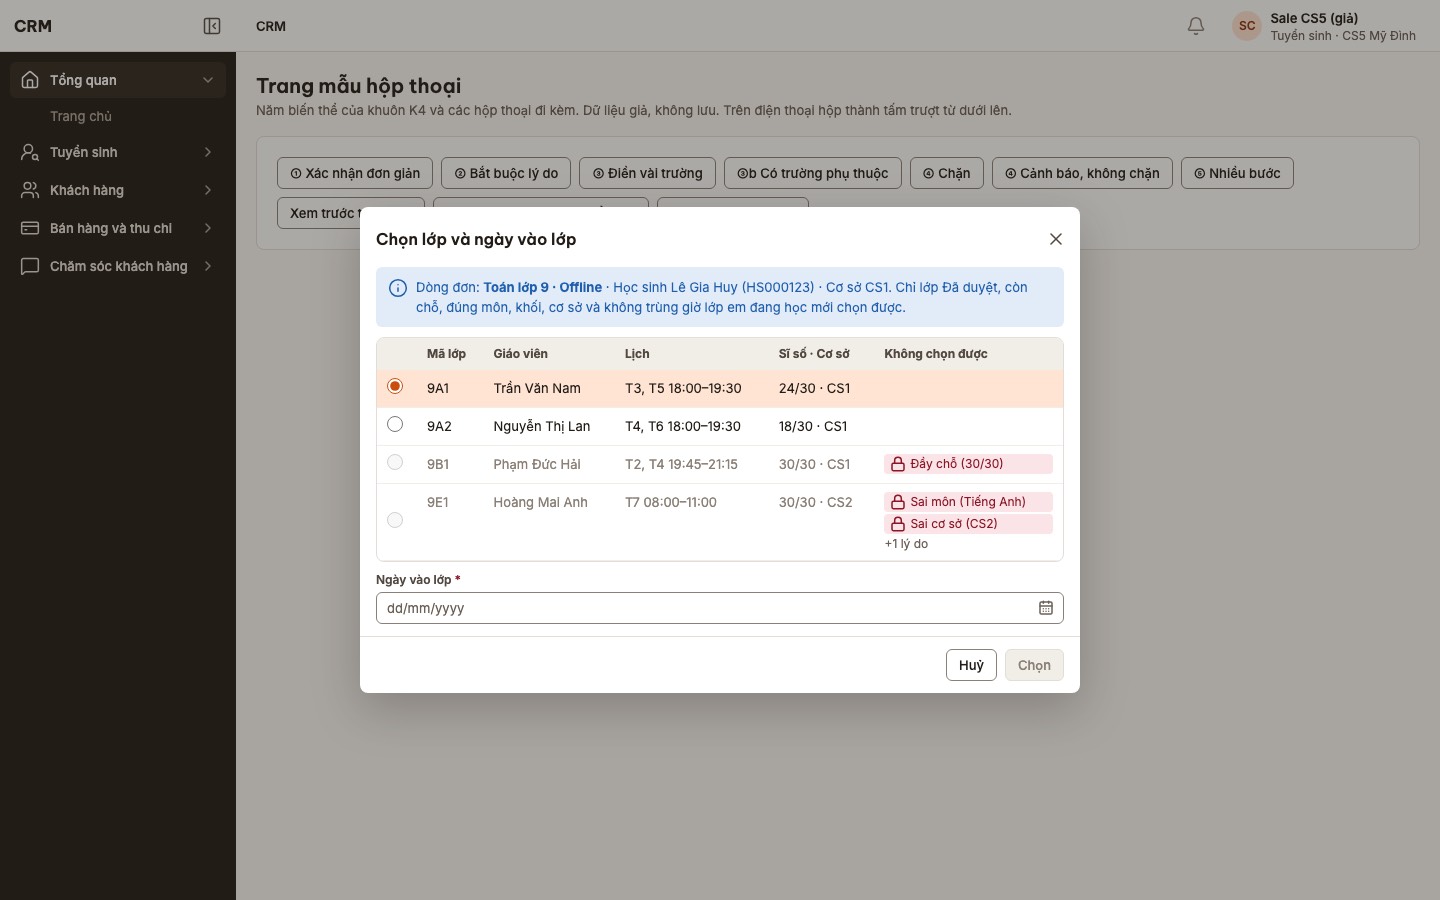 CRM
CRM
SC
Sale CS5 (giả)
Tuyển sinh · CS5 Mỹ Đình
Tổng quan
Trang chủ
Tuyển sinh
Khách hàng
Bán hàng và thu chi
Chăm sóc khách hàng
Trang mẫu hộp thoại
Năm biến thể của khuôn K4 và các hộp thoại đi kèm. Dữ liệu giả, không lưu. Trên điện thoại hộp thành tấm trượt từ dưới lên.
① Xác nhận đơn giản
② Bắt buộc lý do
③ Điền vài trường
③b Có trường phụ thuộc
④ Chặn
④ Cảnh báo, không chặn
⑤ Nhiều bước
Xem trước
Chọn lớp và ngày vào lớp
Dòng đơn: Toán lớp 9 · Offline · Học sinh Lê Gia Huy (HS000123) · Cơ sở CS1. Chỉ lớp Đã duyệt, còn
chỗ, đúng môn, khối, cơ sở và không trùng giờ lớp em đang học mới chọn được.
Mã lớp Giáo viên Lịch Sĩ số · Cơ sở Không chọn được
9A1 Trần Văn Nam T3, T5 18:00–19:30 24/30 · CS1
9A2 Nguyễn Thị Lan T4, T6 18:00–19:30 18/30 · CS1
9B1 Phạm Đức Hải T2, T4 19:45–21:15 30/30 · CS1 Đầy chỗ (30/30)
9E1 Hoàng Mai Anh T7 08:00–11:00 30/30 · CS2 Sai môn (Tiếng Anh)
Sai cơ sở (CS2)
+1 lý do
Ngày vào lớp *
dd/mm/yyyy
Huỷ
Chọn